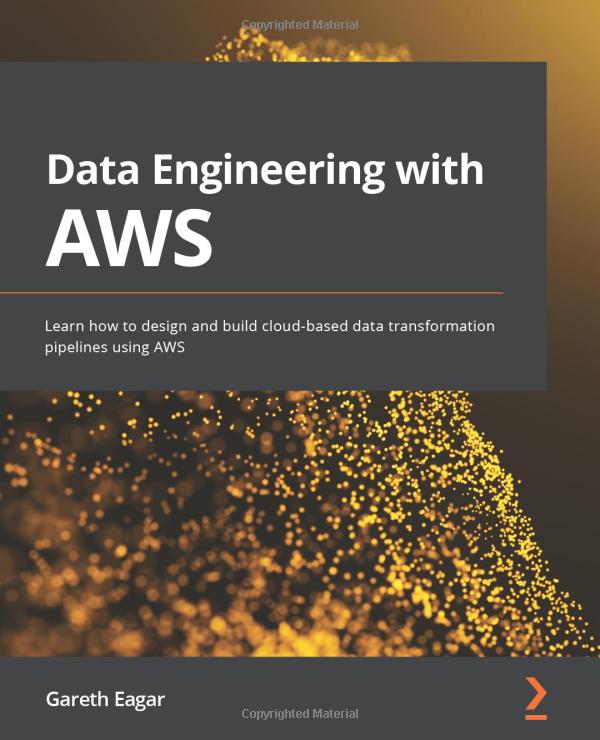 Copyrighted Material
Data Engineering with
AWS
Learn how to design and build cloud-based data transformation
pipelines using AWS
Gareth Eagar
Copyrighted Material